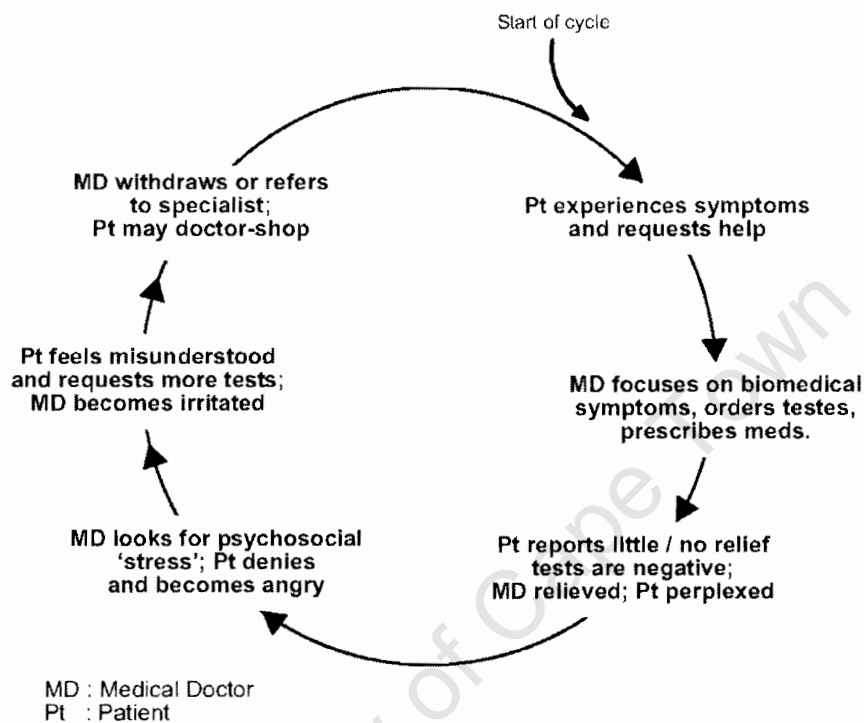 Start of cycle
Pt experiences symptoms
and requests help
MD focuses on biomedical
symptoms, orders testes,
prescribes meds.
Pt reports little / no relief
tests are negative;
MD relieved; Pt perplexed
MD looks for psychosocial
‘stress’; Pt denies
and becomes angry
Pt feels misunderstood
and requests more tests;
MD becomes irritated
MD withdraws or refers
to specialist;
Pt may doctor-shop
MD : Medical Doctor
Pt : Patient
of Cape Town